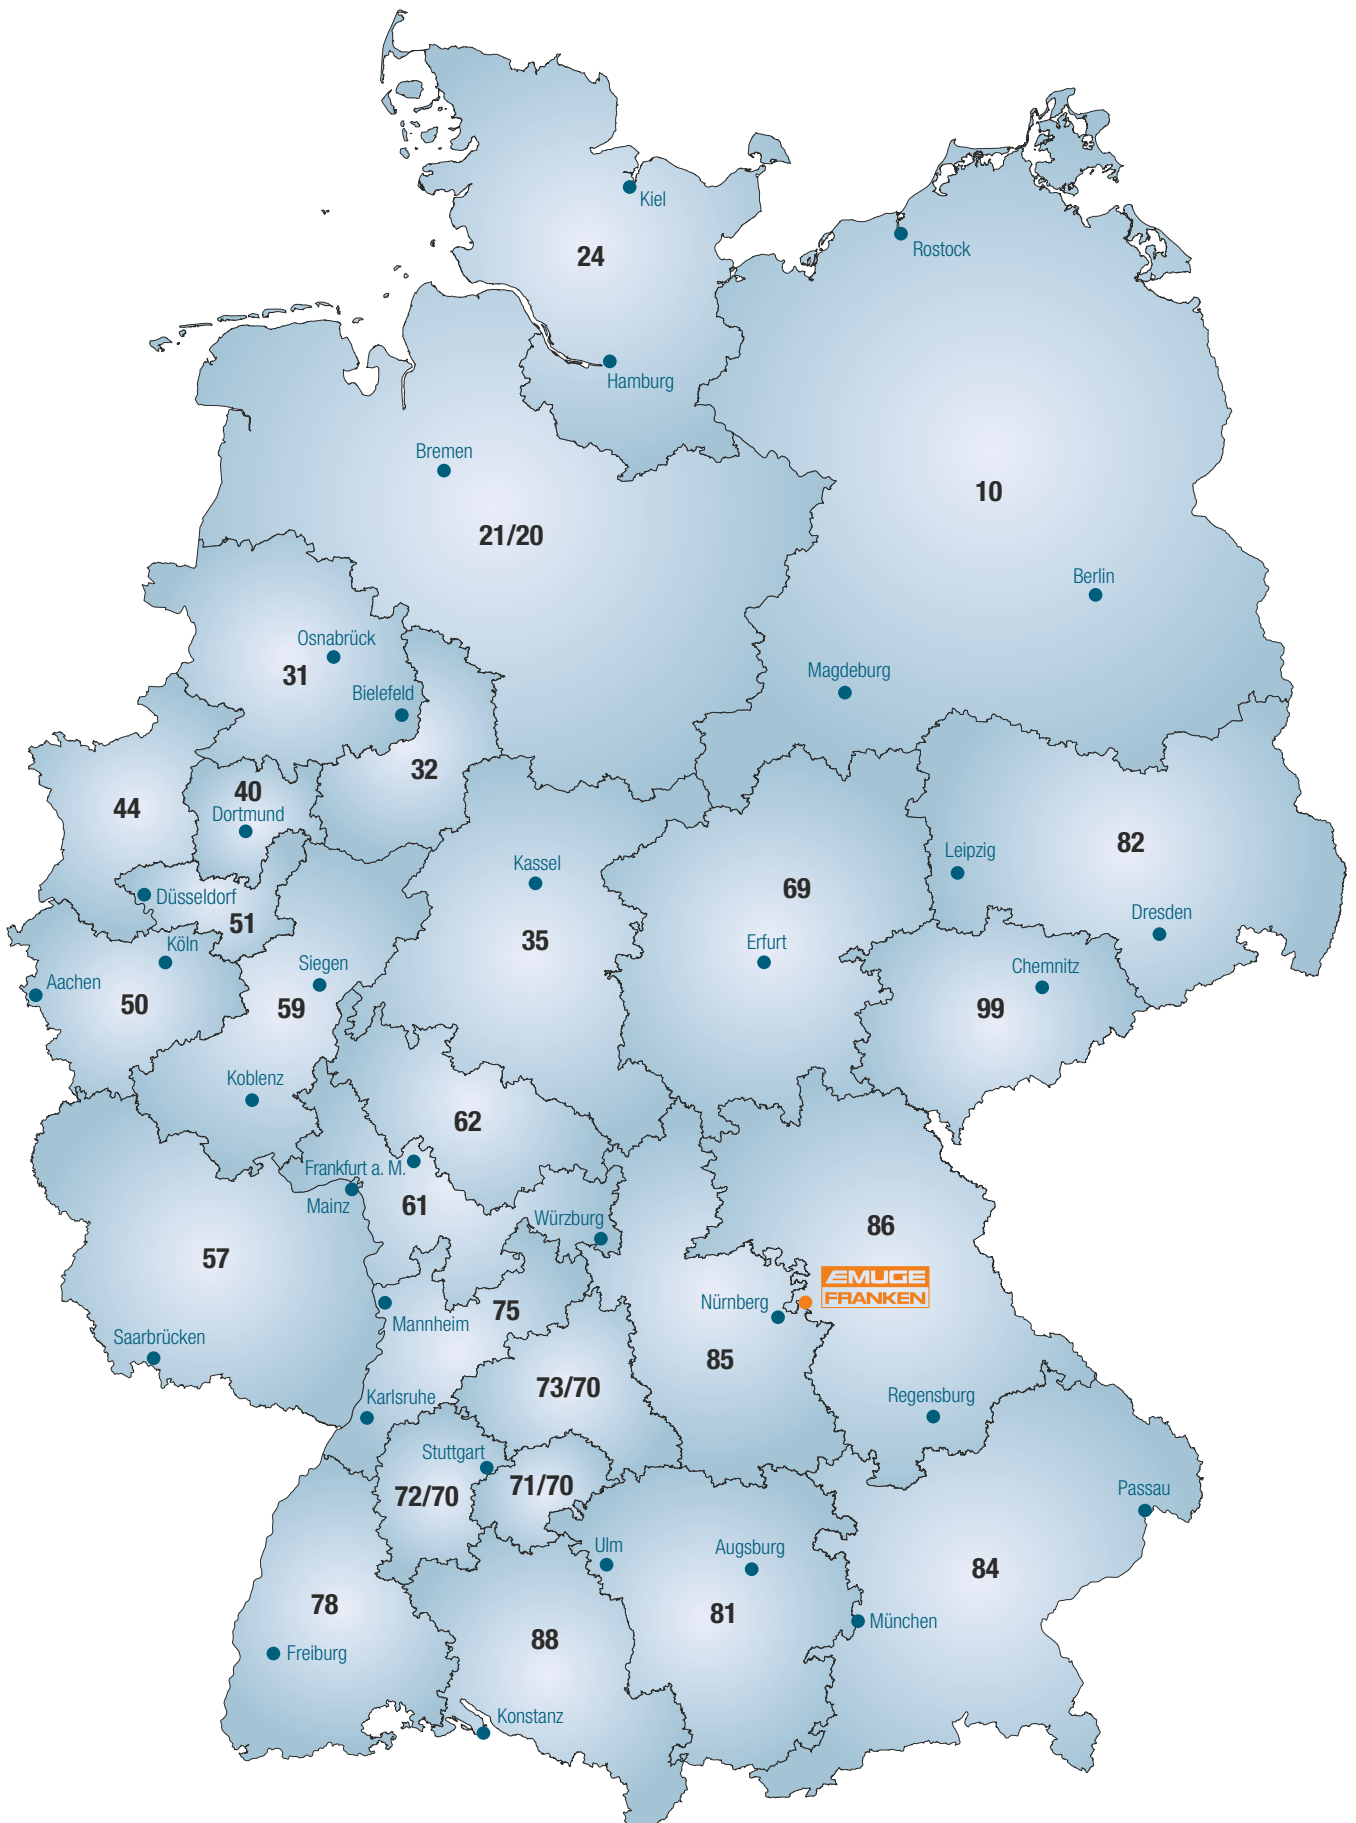 Kiel
Rostock
24
Hamburg
Bremen
10
21/20
Berlin
Osnabrück
31
Magdeburg
Bielefeld
32
40
44
Dortmund
82
Leipzig
Kassel
69
Düsseldorf
Dresden
51
35
Köln
Erfurt
Siegen
Chemnitz
Aachen
50
59
99
Koblenz
62
Frankfurt a. M.
Mainz
61
Würzburg
86
57
EMUGE
FRANKEN
Nürnberg
75
Mannheim
Saarbrücken
85
73/70
Karlsruhe
Regensburg
Stuttgart
71/70
72/70
Passau
Ulm
Augsburg
84
78
81
München
88
Freiburg
Konstanz